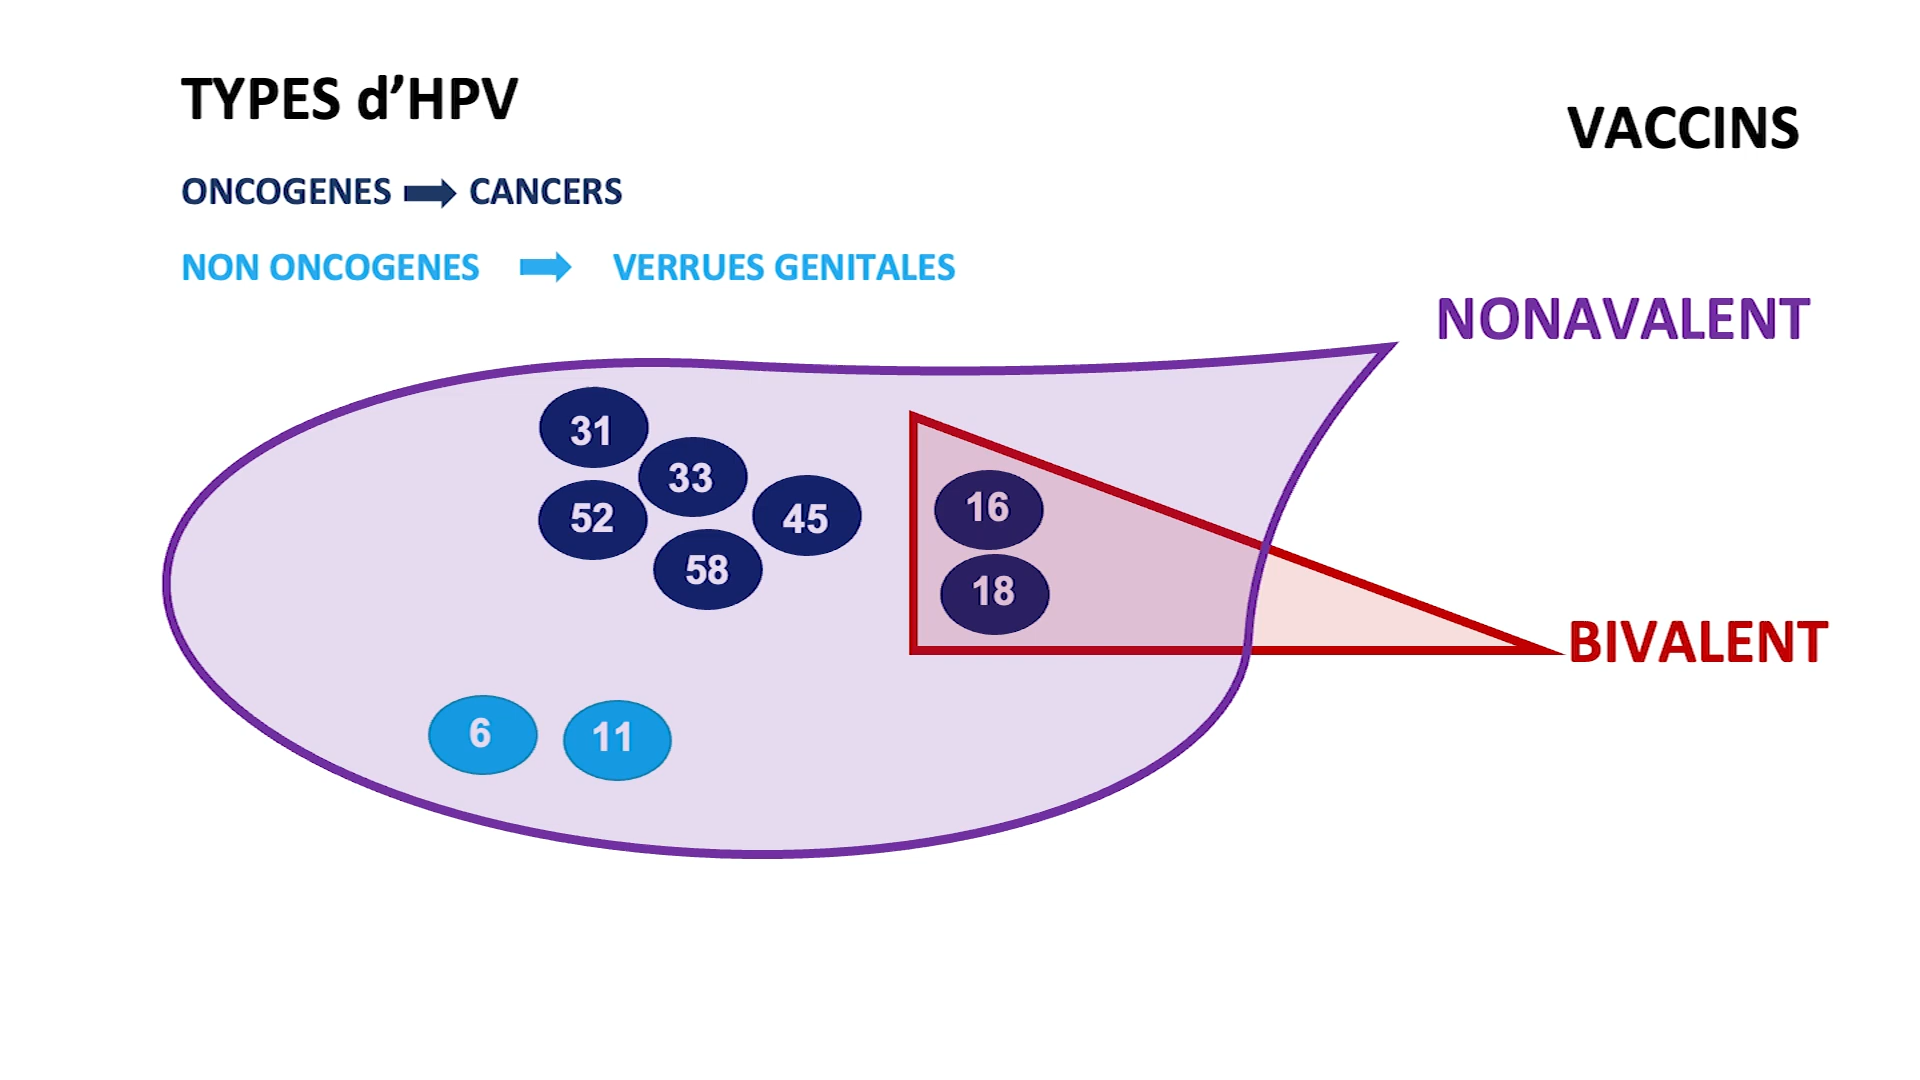 TYPES d’HPV
VACCINS
ONCOGENES CANCERS
NON ONCOGENES VERRUES GENITALES
NONAVALENT
31
33
52
45
58
16
18
BIVALENT
6
11